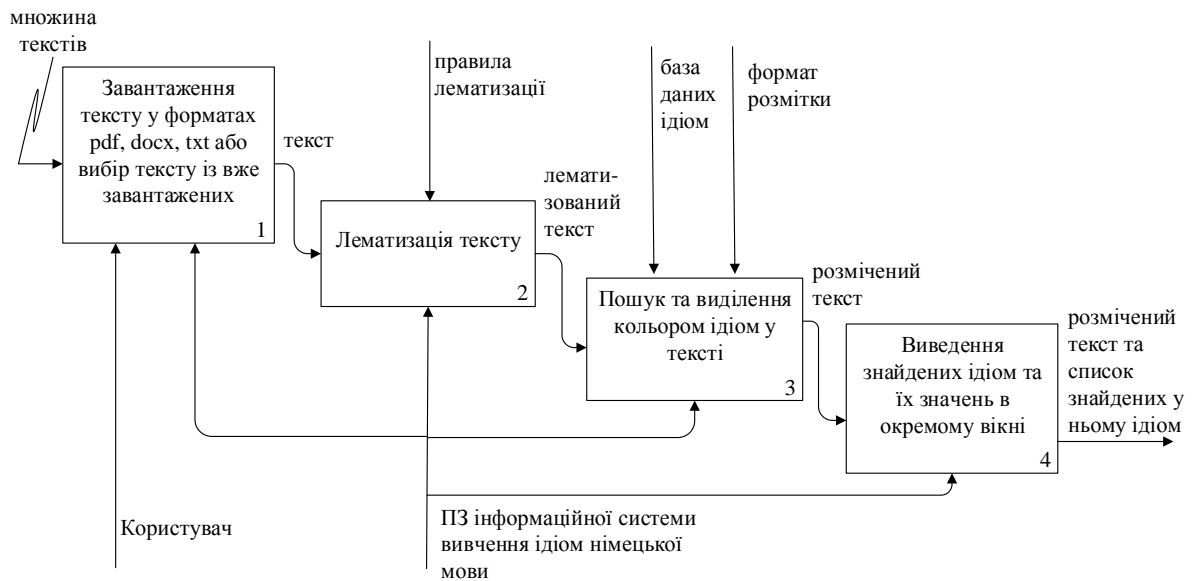 множина
текстів
Завантаження
тексту у форматах
pdf, docx, txt або
вибір тексту із вже
завантажених
1
текст
правила
лематизації
Лематизація тексту
2
лемати-
зований
текст
база
даних
ідіом
формат
розмітки
Пошук та виділення
кольором ідіом у
тексті
3
розмічений
текст
Виведення
знайдених ідіом та
їх значень в
окремому вікні
4
розмічений
текст та
список
знайдених у
ньому ідіом
Користувач
ПЗ інформаційної системи
вивчення ідіом німецької
мови